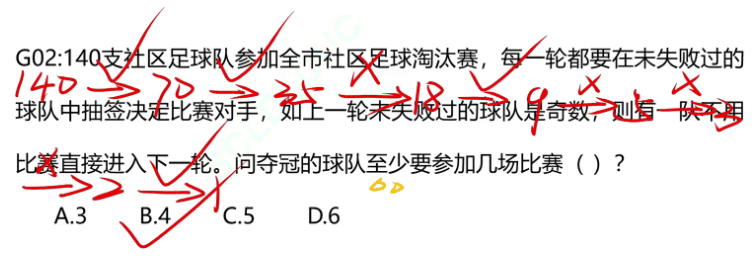 G02:140支社区足球队参加全市社区足球淘汰赛，每一轮都要在未失败过的
140 → 70 → 35 → 18 → 9 → 5 → 3
球队中抽签决定比赛对手，如上一轮未失败过的球队是奇数，则有一队不用
比赛直接进入下一轮。问夺冠的球队至少要参加几场比赛（）？
→ 2 → 1
A.3 B.4 C.5 D.6